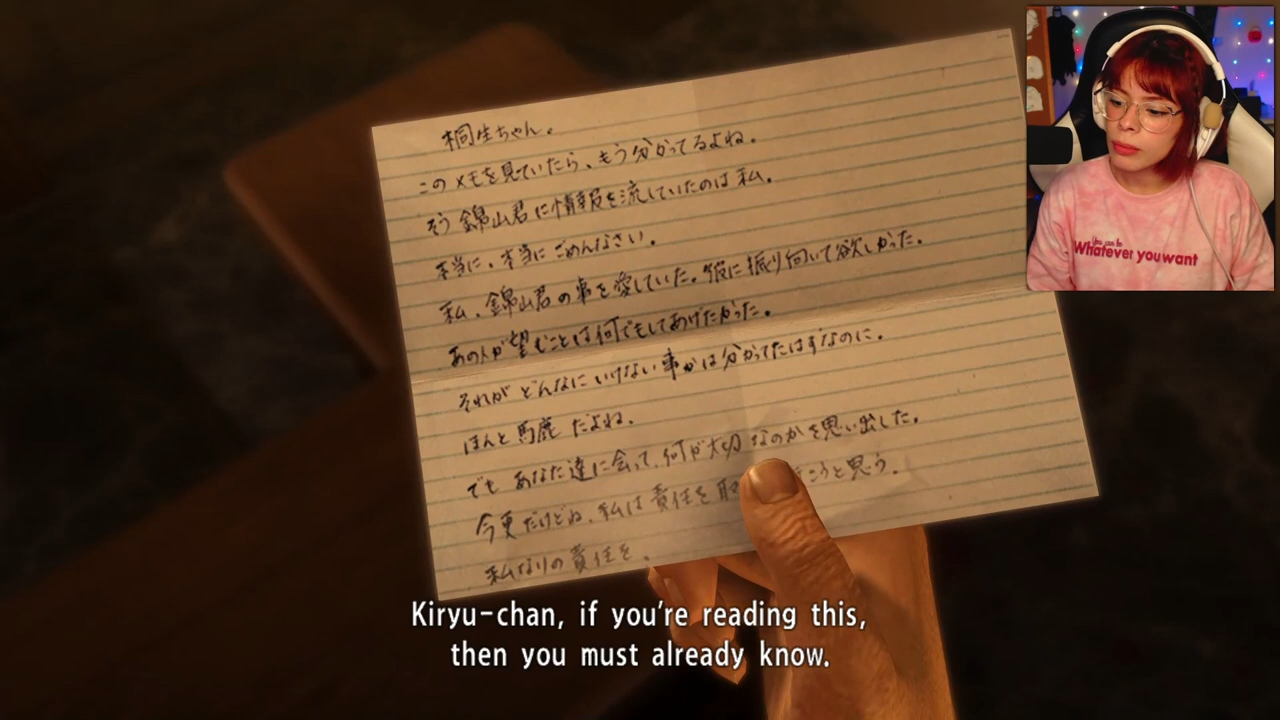 桐生ちゃん。
このメモを見ていたら、もう分かってるよね。
そう 錦山君に情報を流していたのは 私。
本当に、本当に ごめんなさい。
私、錦山君の事を愛していた。彼に振り向いて欲しかった。
あの人が望むことは何でもしてあげたかった。
それが どんなに いけない事かは分かってたはずなのに。
ほんと 馬鹿 だよね。
でも あなた達に会って、何が大切 なのかを思い出した。
今更だけどね、私は 責任を 取 こうと思う。
私なりの 責任を。
You can be
Whatever you want
Kiryu-chan, if you're reading this,
then you must already know.